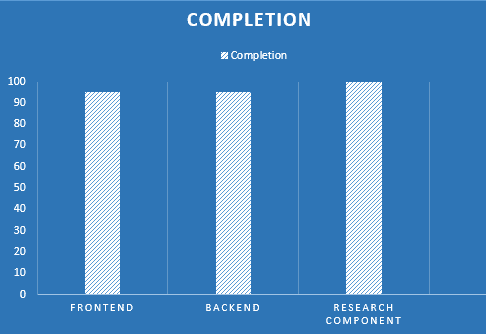 COMPLETION
Completion
100
90
80
70
60
50
40
30
20
10
0
FRONTEND
BACKEND
RESEARCH
COMPONENT